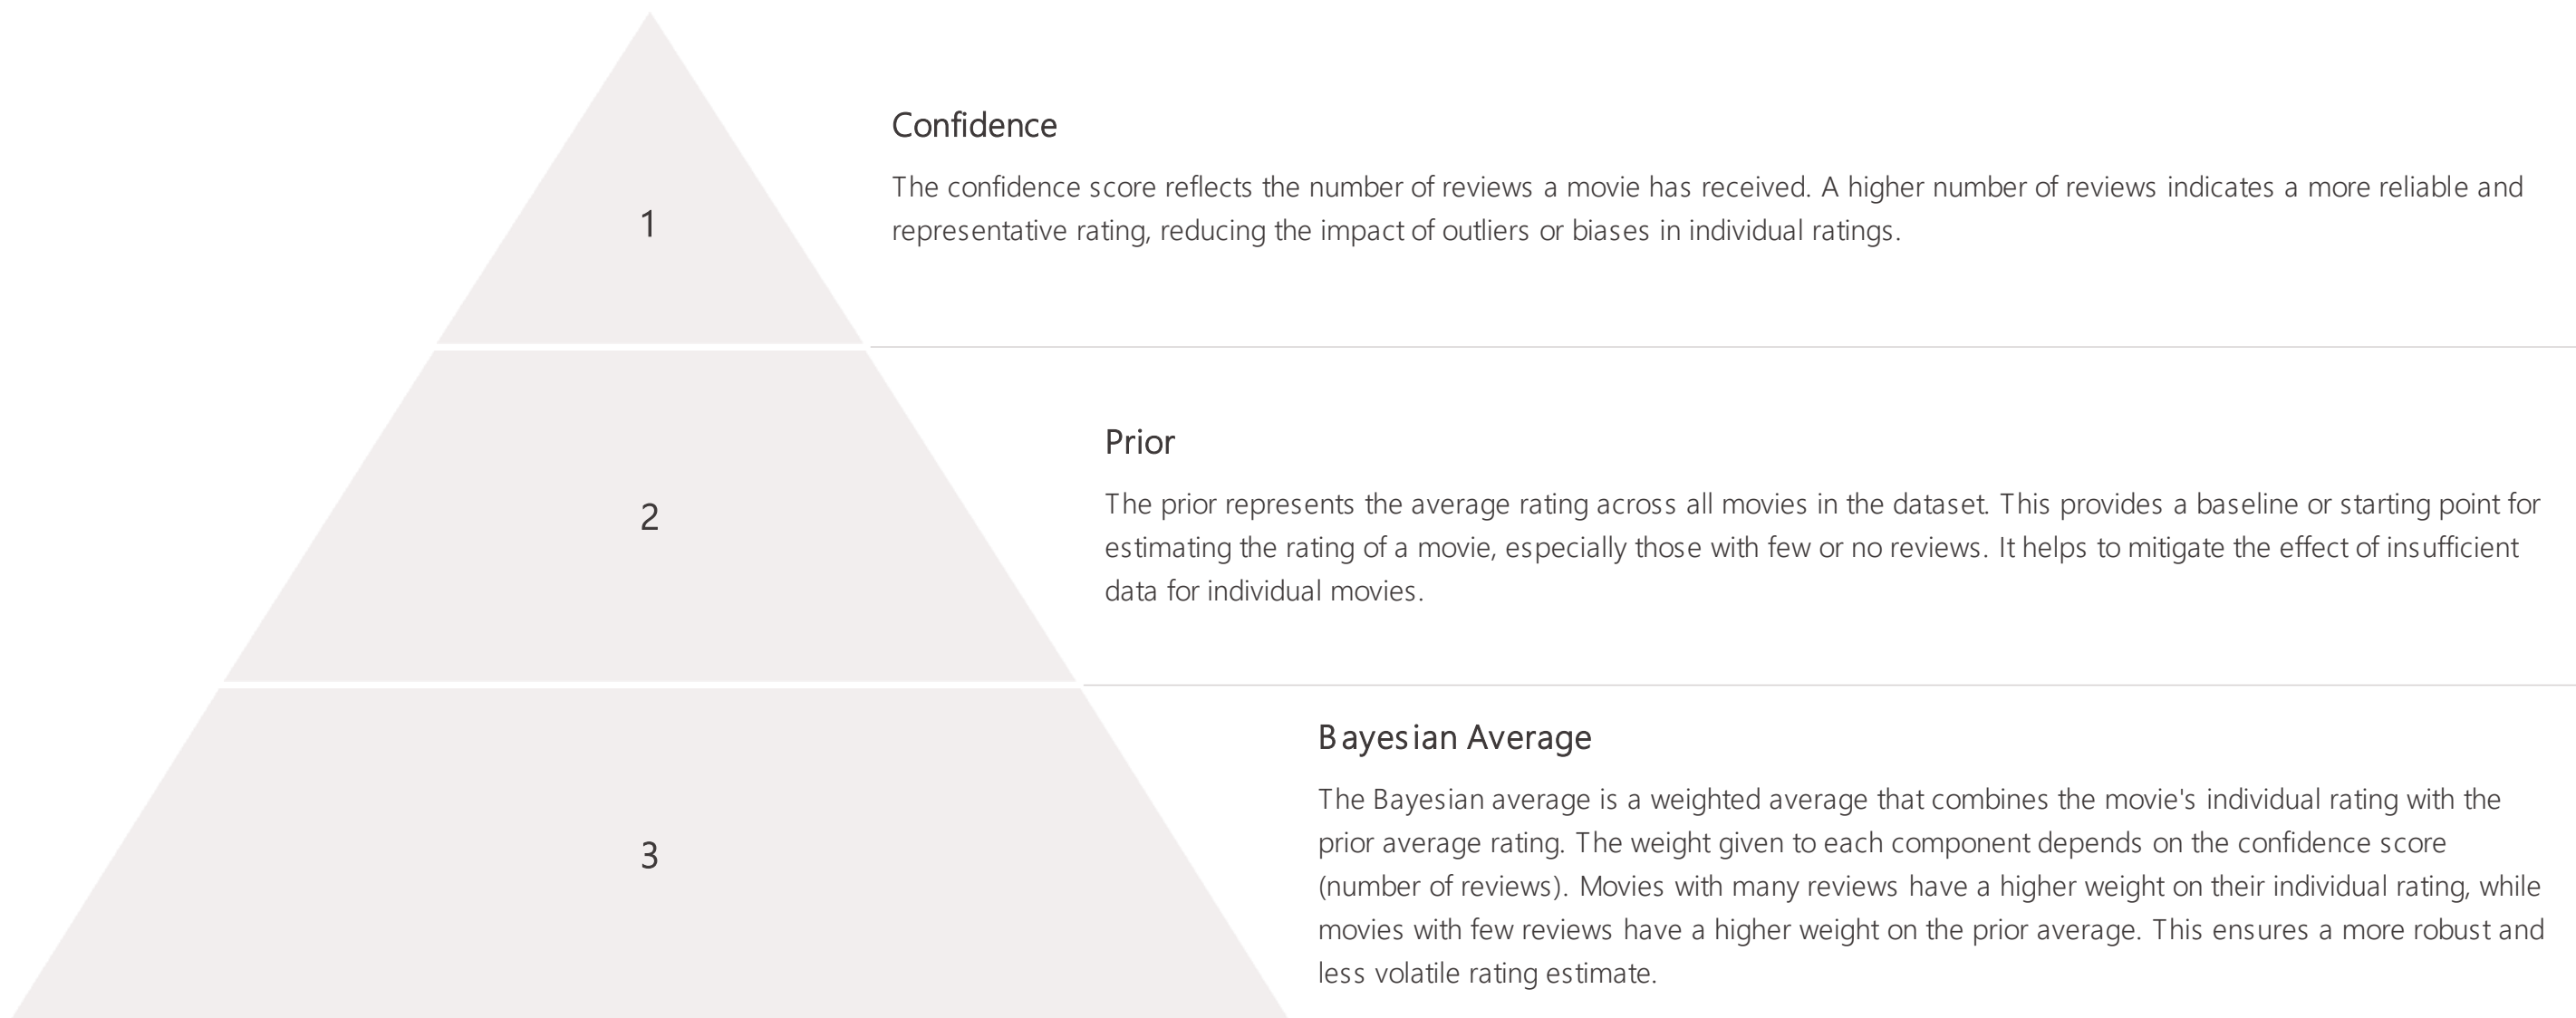 1
Confidence
The confidence score reflects the number of reviews a movie has received. A higher number of reviews indicates a more reliable and
representative rating, reducing the impact of outliers or biases in individual ratings.
2
Prior
The prior represents the average rating across all movies in the dataset. This provides a baseline or starting point for
estimating the rating of a movie, especially those with few or no reviews. It helps to mitigate the effect of insufficient
data for individual movies.
3
Bayesian Average
The Bayesian average is a weighted average that combines the movie's individual rating with the
prior average rating. The weight given to each component depends on the confidence score
(number of reviews). Movies with many reviews have a higher weight on their individual rating, while
movies with few reviews have a higher weight on the prior average. This ensures a more robust and
less volatile rating estimate.